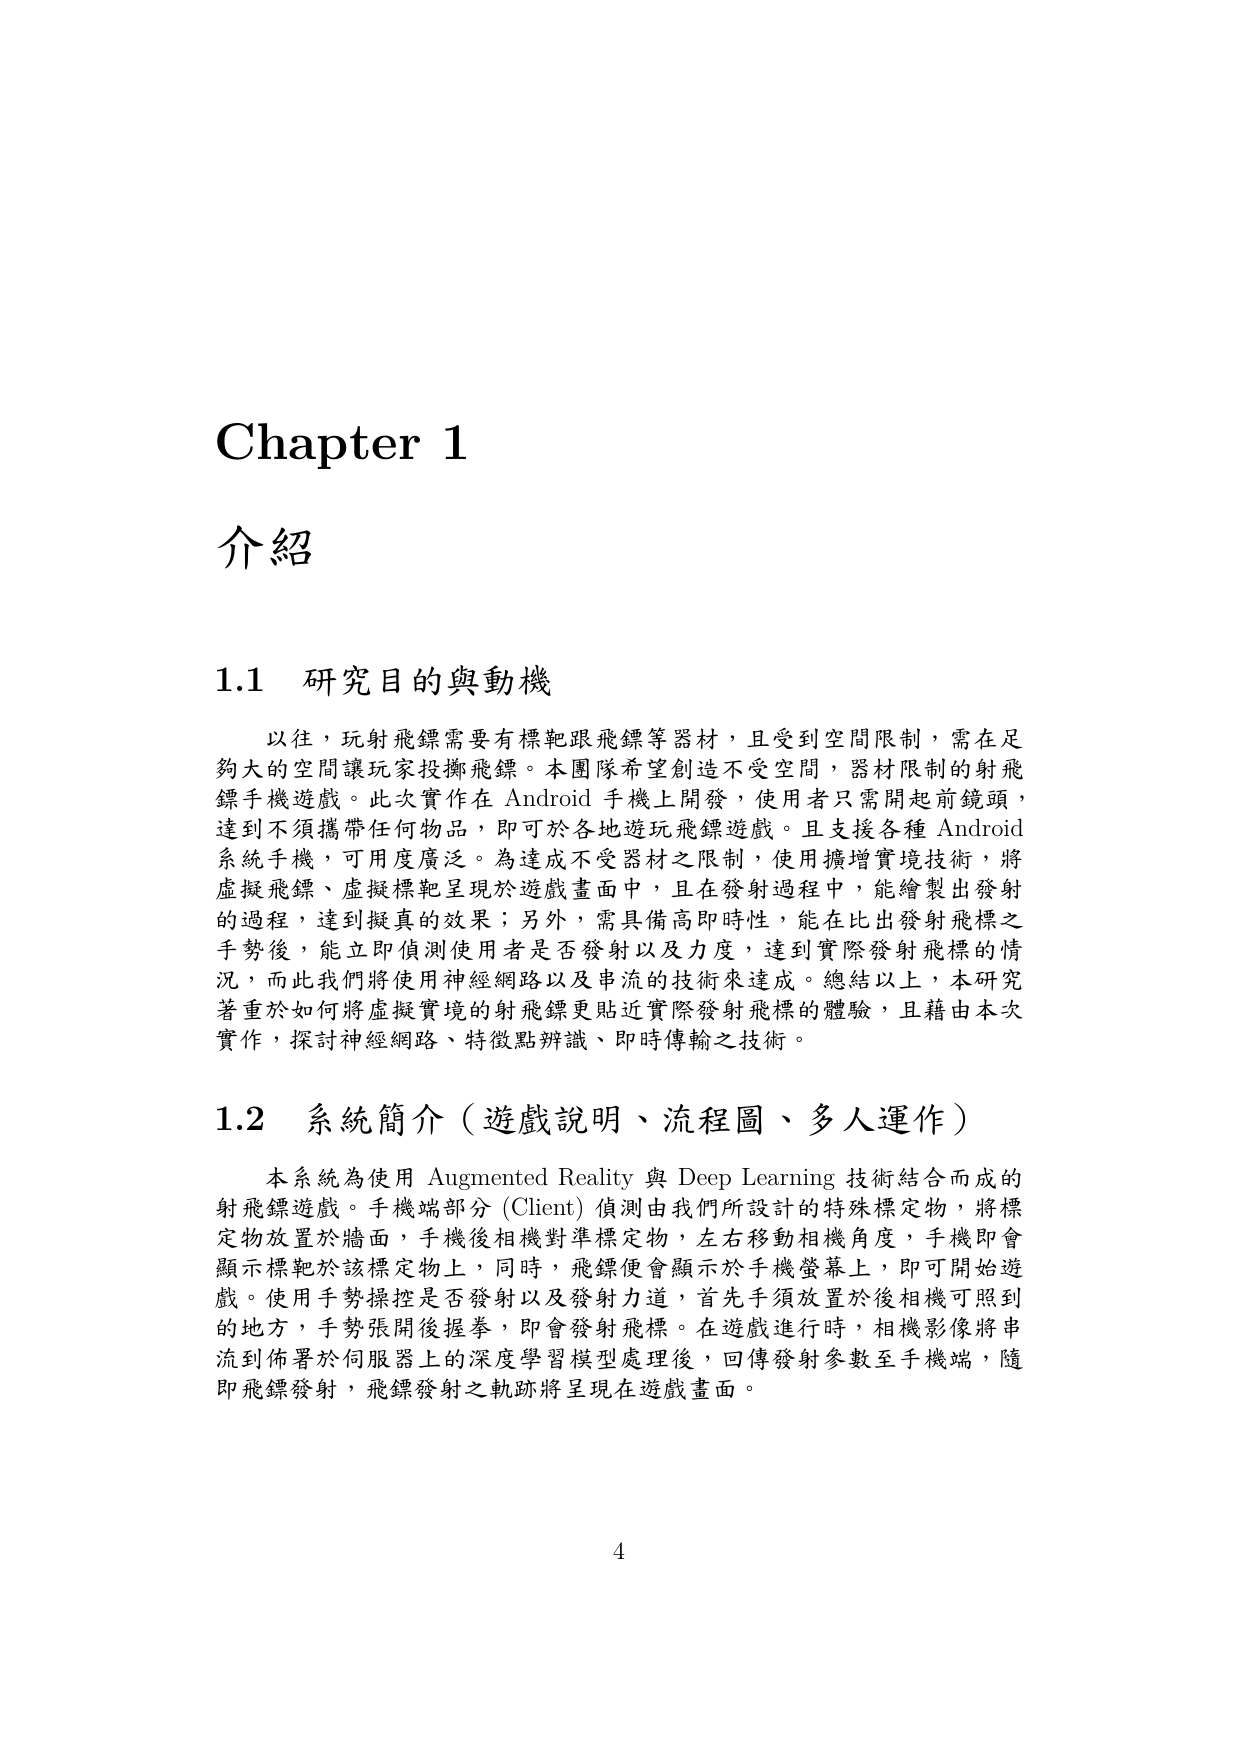 Chapter 1
介紹
1.1 研究目的與動機
以往，玩射飛鏢需要有標靶跟飛鏢等器材，且受到空間限制，需在足
夠大的空間讓玩家投擲飛鏢。本團隊希望創造不受空間，器材限制的射飛
鏢手機遊戲。此次實作在 Android 手機上開發，使用者只需開起前鏡頭，
達到不須攜帶任何物品，即可於各地遊玩飛鏢遊戲。且支援各種 Android
系統手機，可用度廣泛。為達成不受器材之限制，使用擴增實境技術，將
虛擬飛鏢、虛擬標靶呈現於遊戲畫面中，且在發射過程中，能繪製出發射
的過程，達到擬真的效果；另外，需具備高即時性，能在比出發射飛標之
手勢後，能立即偵測使用者是否發射以及力度，達到實際發射飛標的情
況，而此我們將使用神經網路以及串流的技術來達成。總結以上，本研究
著重於如何將虛擬實境的射飛鏢更貼近實際發射飛標的體驗，且藉由本次
實作，探討神經網路、特徵點辨識、即時傳輸之技術。
1.2 系統簡介（遊戲說明、流程圖、多人運作）
本系統為使用 Augmented Reality 與 Deep Learning 技術結合而成的
射飛鏢遊戲。手機端部分 (Client) 偵測由我們所設計的特殊標定物，將標
定物放置於牆面，手機後相機對準標定物，左右移動相機角度，手機即會
顯示標靶於該標定物上，同時，飛鏢便會顯示於手機螢幕上，即可開始遊
戲。使用手勢操控是否發射以及發射力道，首先手須放置於後相機可照到
的地方，手勢張開後握拳，即會發射飛標。在遊戲進行時，相機影像將串
流到佈署於伺服器上的深度學習模型處理後，回傳發射參數至手機端，隨
即飛鏢發射，飛鏢發射之軌跡將呈現在遊戲畫面。
4